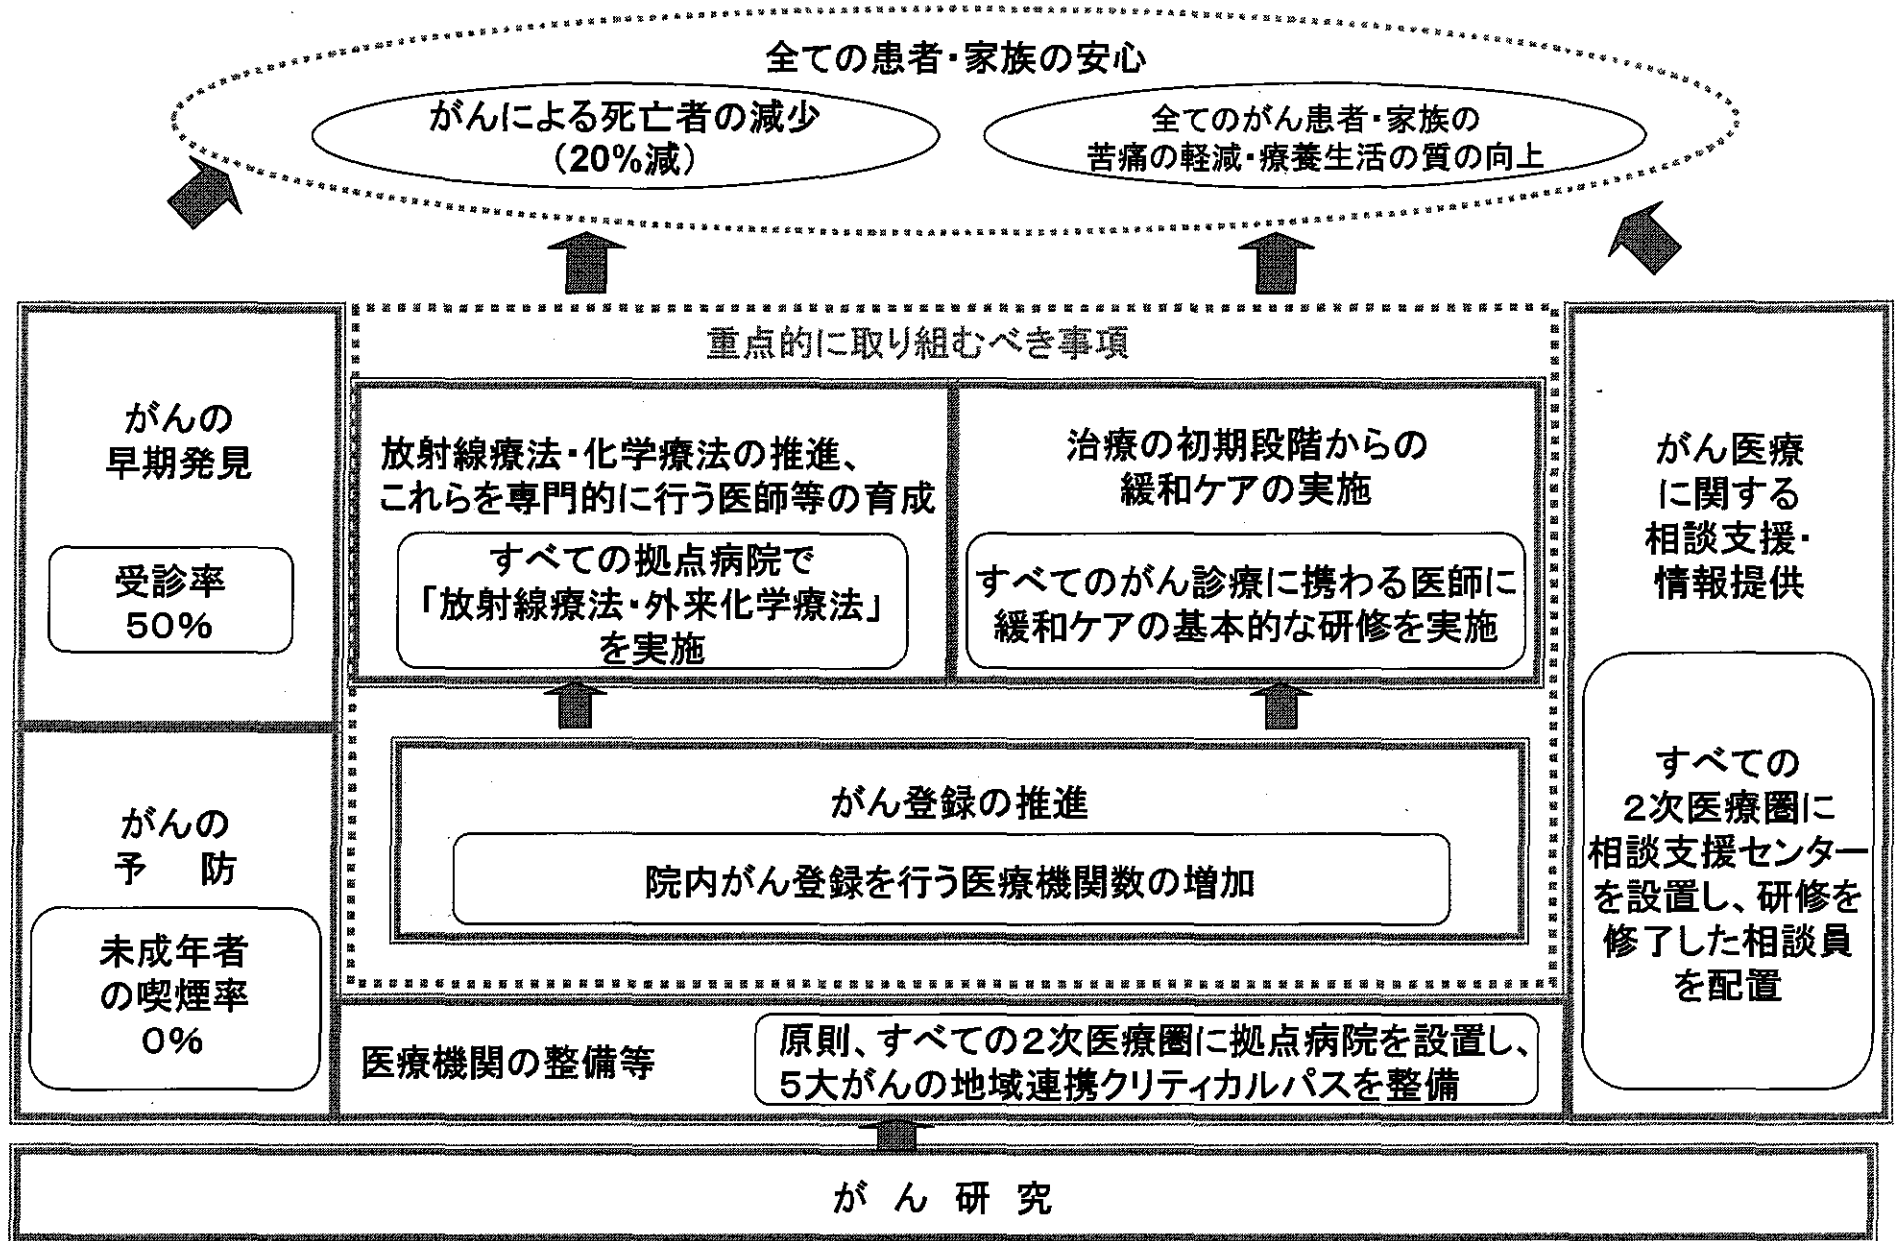 全ての患者・家族の安心
がんによる死亡者の減少
（20％減）
全てのがん患者・家族の
苦痛の軽減・療養生活の質の向上
がんの
早期発見
受診率
50％
がんの
予　防
未成年者
の喫煙率
0％
重点的に取り組むべき事項
放射線療法・化学療法の推進、
これらを専門的に行う医師等の育成
すべての拠点病院で
「放射線療法・外来化学療法」
を実施
治療の初期段階からの
緩和ケアの実施
すべてのがん診療に携わる医師に
緩和ケアの基本的な研修を実施
がん登録の推進
院内がん登録を行う医療機関数の増加
医療機関の整備等
原則、すべての2次医療圏に拠点病院を設置し、
5大がんの地域連携クリティカルパスを整備
がん医療
に関する
相談支援・
情報提供
すべての
2次医療圏に
相談支援センター
を設置し、研修を
修了した相談員
を配置
がん研究